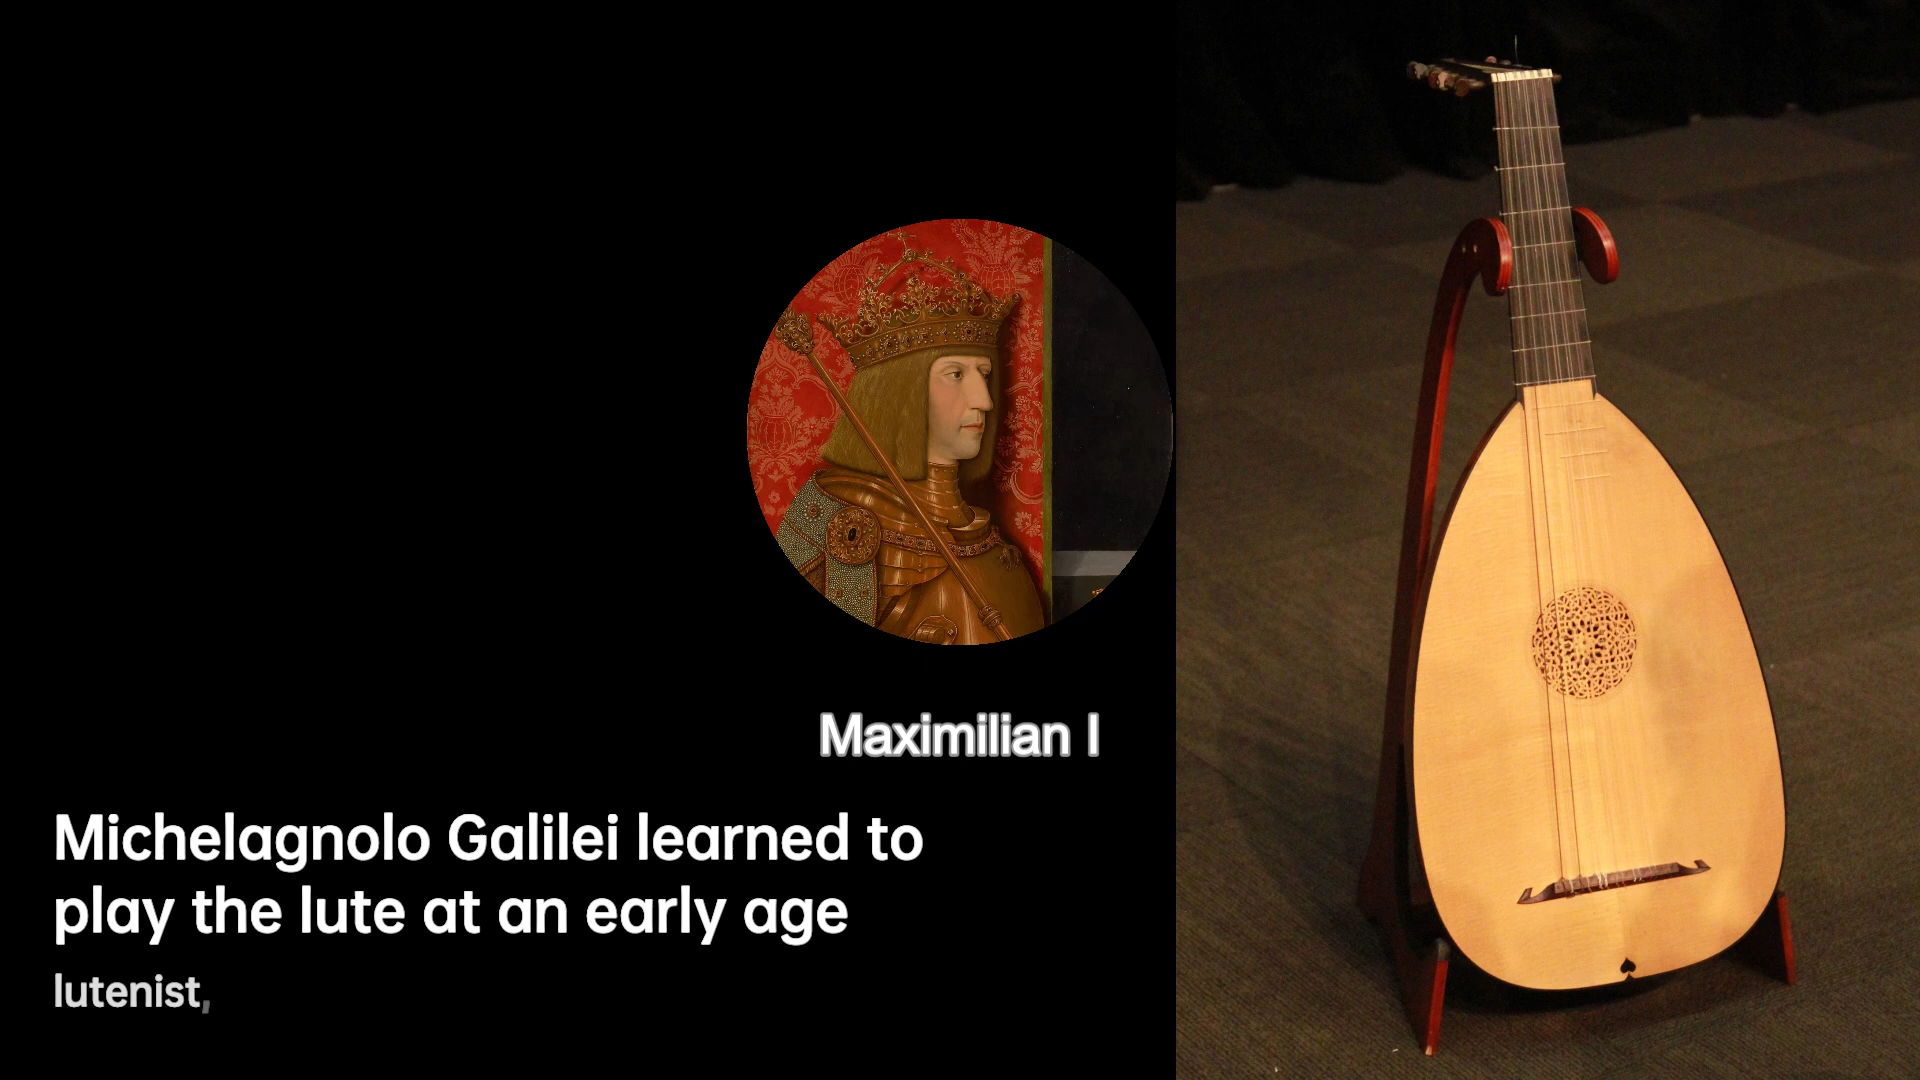 Maximilian I
Michelagnolo Galilei learned to
play the lute at an early age
lutenist,